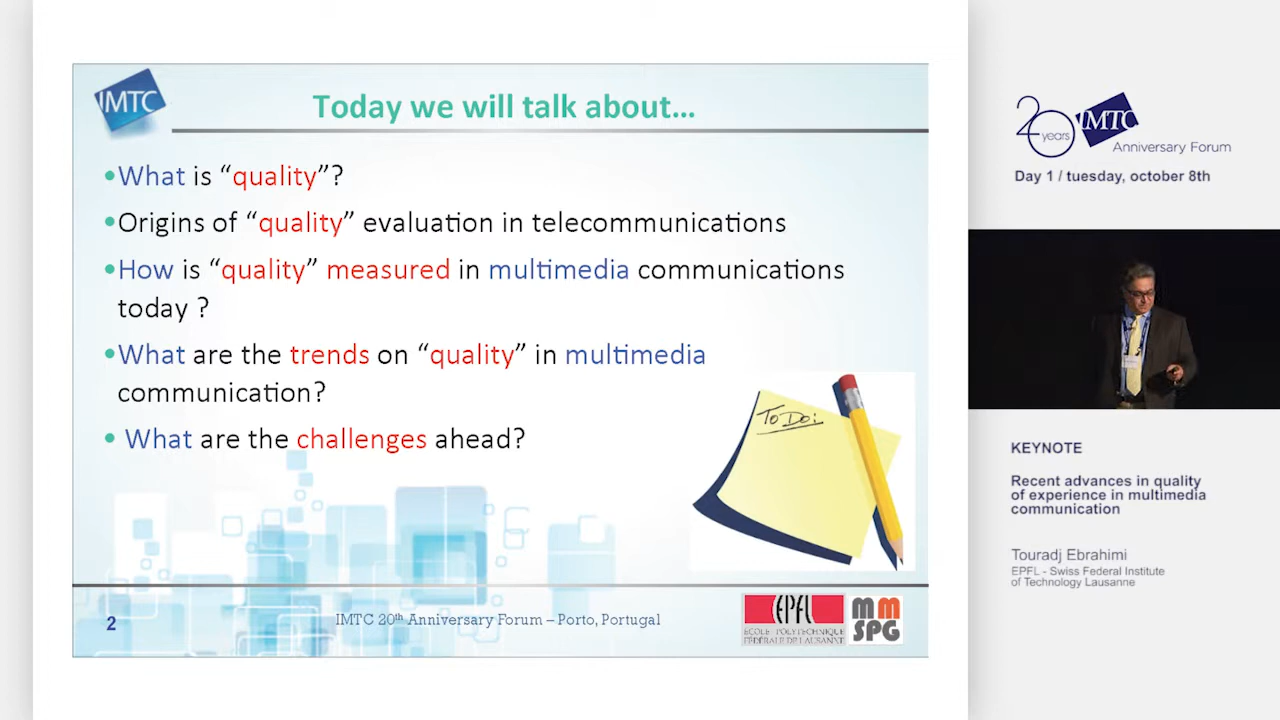 IMTC
Today we will talk about...
•What is “quality”?
•Origins of “quality” evaluation in telecommunications
•How is “quality” measured in multimedia communications
today ?
•What are the trends on “quality” in multimedia
communication?
• What are the challenges ahead?
To Do:
2
IMTC 20th Anniversary Forum – Porto, Portugal
EPFL
ÉCOLE POLYTECHNIQUE
FÉDÉRALE DE LAUSANNE
MM
SPG
20 years IMTC
Anniversary Forum
Day 1 / tuesday, october 8th
KEYNOTE
Recent advances in quality
of experience in multimedia
communication
Touradj Ebrahimi
EPFL - Swiss Federal Institute
of Technology Lausanne